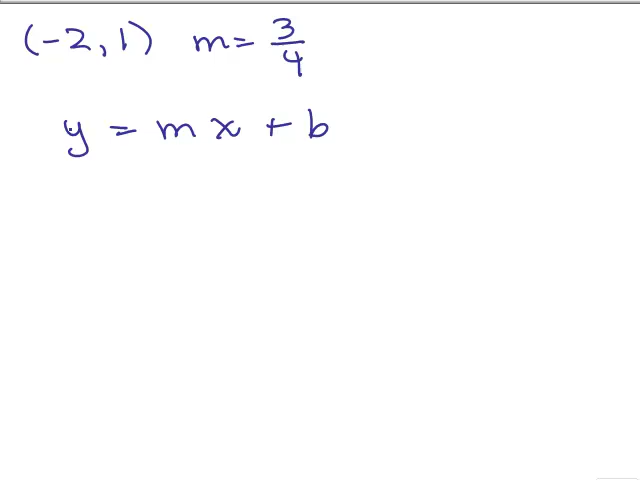 (-2, 1) m = 3/4
y = mx + b